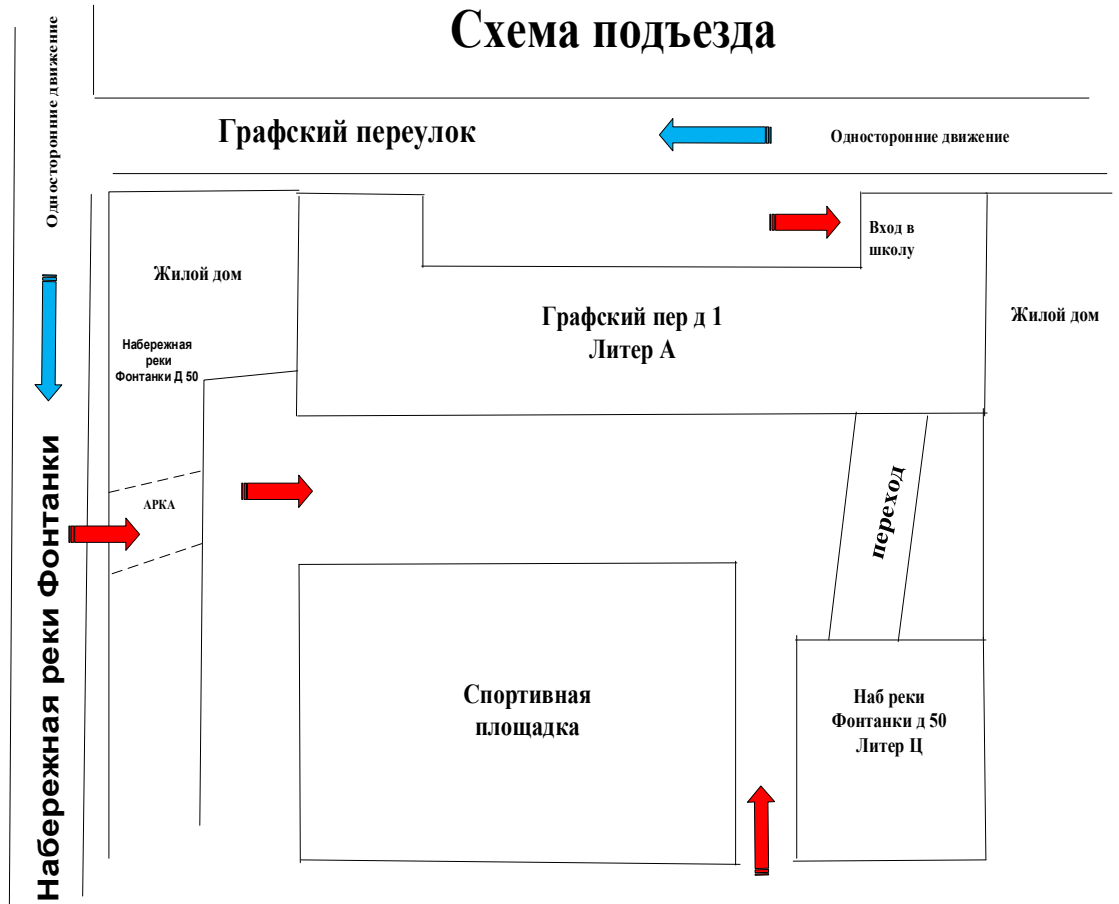 Схема подъезда
Односторонние движение
Графский переулок
Односторонние движение
Вход в
школу
Жилой дом
Графский пер д 1
Литер А
Жилой дом
Набережная
реки
Фонтанки Д 50
АРКА
переход
Набережная реки Фонтанки
Спортивная
площадка
Наб реки
Фонтанки д 50
Литер Ц